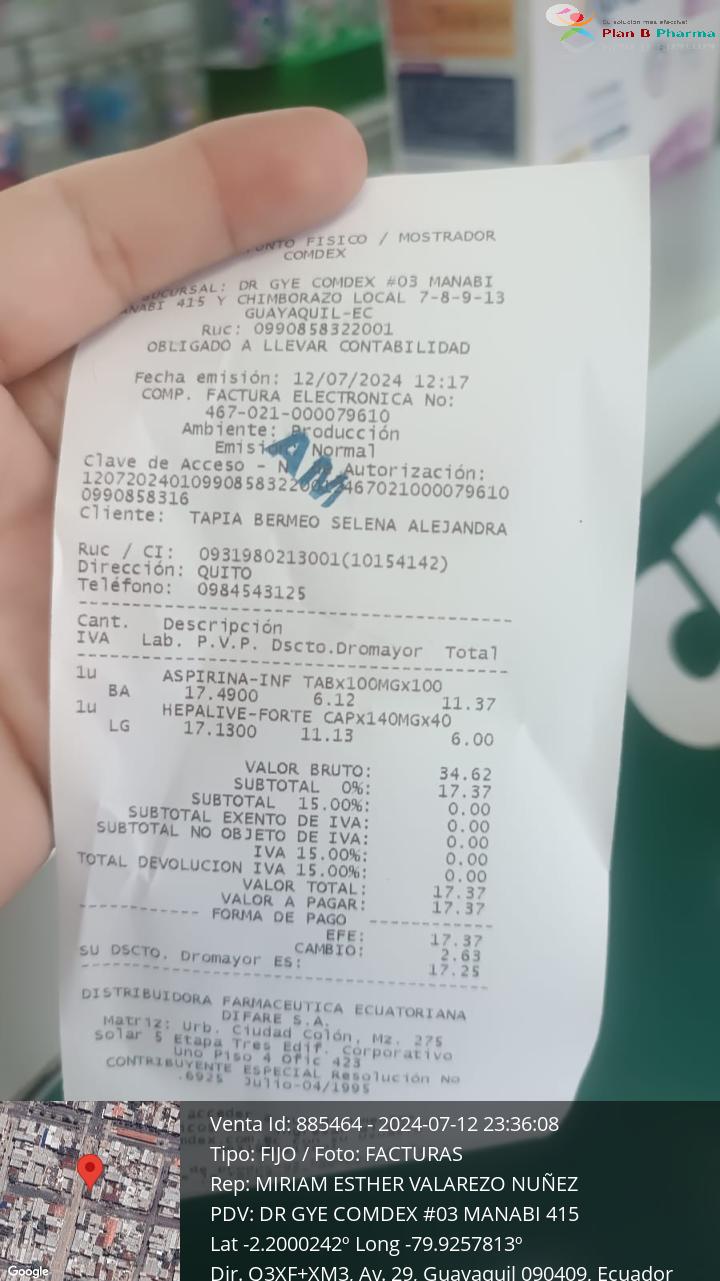 Su solucion mas efectiva!
Plan B Pharma
PUNTO FISICO / MOSTRADOR
COMDEX
SUCURSAL: DR GYE COMDEX #03 MANABI
MANABI 415 Y CHIMBORAZO LOCAL 7-8-9-13
GUAYAQUIL-EC
Ruc: 0990858322001
OBLIGADO A LLEVAR CONTABILIDAD
Fecha emisión: 12/07/2024 12:17
COMP. FACTURA ELECTRONICA No:
467-021-000079610
Ambiente: Producción
Emisión Normal
AM
Clave de Acceso - N de Autorización:
0990858316
Cliente: TAPIA BERMEO SELENA ALEJANDRA
Ruc / CI: 0931980213001(10154142)
Dirección: QUITO
Teléfono: 0984543125
Cant. Descripción
IVA Lab. P.V.P. Dscto.Dromayor Total
1u ASPIRINA-INF TABx100MGx100
BA 17.4900 6.12 11.37
1u HEPALIVE-FORTE CAPx140MGx40
LG 17.1300 11.13 6.00
VALOR BRUTO: 34.62
SUBTOTAL 0%: 17.37
SUBTOTAL 15.00%: 0.00
SUBTOTAL EXENTO DE IVA: 0.00
SUBTOTAL NO OBJETO DE IVA: 0.00
IVA 15.00%: 0.00
TOTAL DEVOLUCION IVA 15.00%: 0.00
VALOR TOTAL: 17.37
VALOR A PAGAR: 17.37
----------- FORMA DE PAGO -----------
EFE: 17.37
CAMBIO: 2.63
SU DSCTO. Dromayor ES: 17.25
DISTRIBUIDORA FARMACEUTICA ECUATORIANA
DIFARE S.A.
Matriz: Urb. Ciudad Colón, Mz. 275
Solar 5 Etapa Tres Edif. Corporativo
Uno Piso 4 Ofic 423
CONTRIBUYENTE ESPECIAL Resolución No
.6925 Julio-04/1995
Venta Id: 885464 - 2024-07-12 23:36:08
Tipo: FIJO / Foto: FACTURAS
Rep: MIRIAM ESTHER VALAREZO NUÑEZ
PDV: DR GYE COMDEX #03 MANABI 415
Lat -2.2000242º Long -79.9257813º
Dir. Q3XF+XM3, Av. 29, Guayaquil 090409, Ecuador
Google